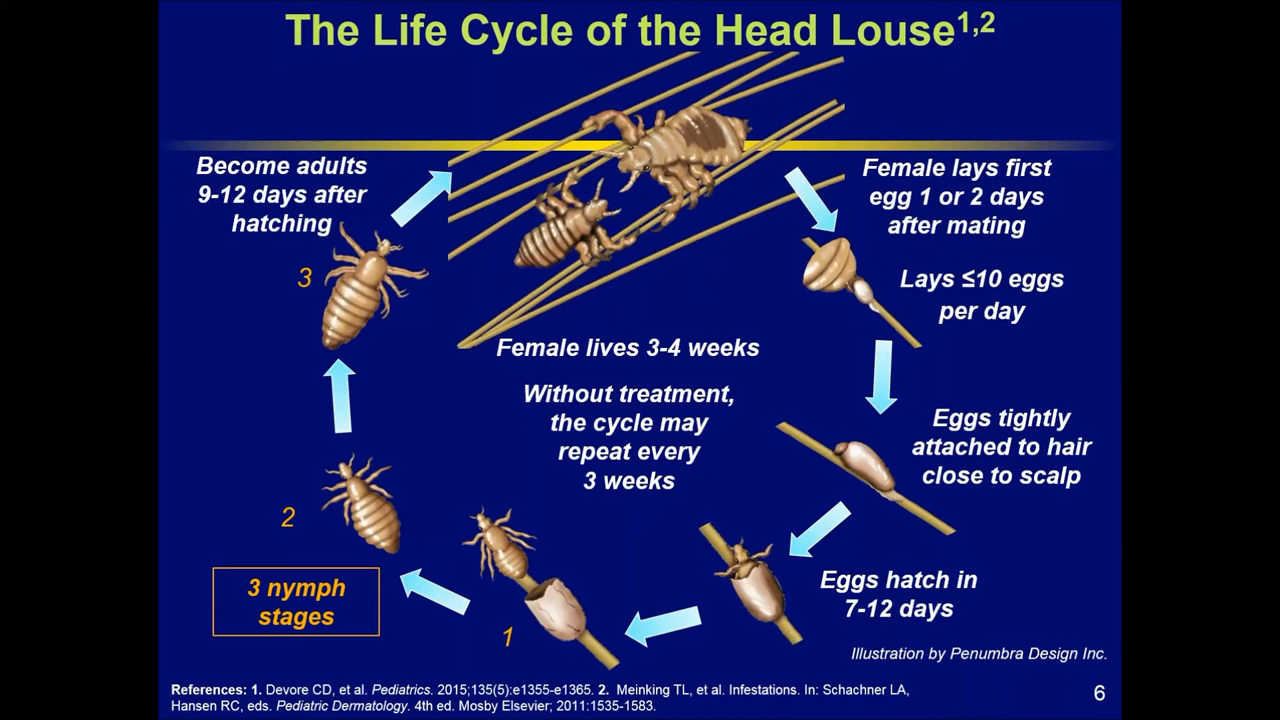 The Life Cycle of the Head Louse1,2
Become adults
9-12 days after
hatching
3
Female lays first
egg 1 or 2 days
after mating
Lays ≤10 eggs
per day
Female lives 3-4 weeks
Without treatment,
the cycle may
repeat every
3 weeks
Eggs tightly
attached to hair
close to scalp
2
3 nymph
stages
1
Eggs hatch in
7-12 days
Illustration by Penumbra Design Inc.
References: 1. Devore CD, et al. Pediatrics. 2015;135(5):e1355-e1365. 2. Meinking TL, et al. Infestations. In: Schachner LA,
Hansen RC, eds. Pediatric Dermatology. 4th ed. Mosby Elsevier; 2011:1535-1583.
6